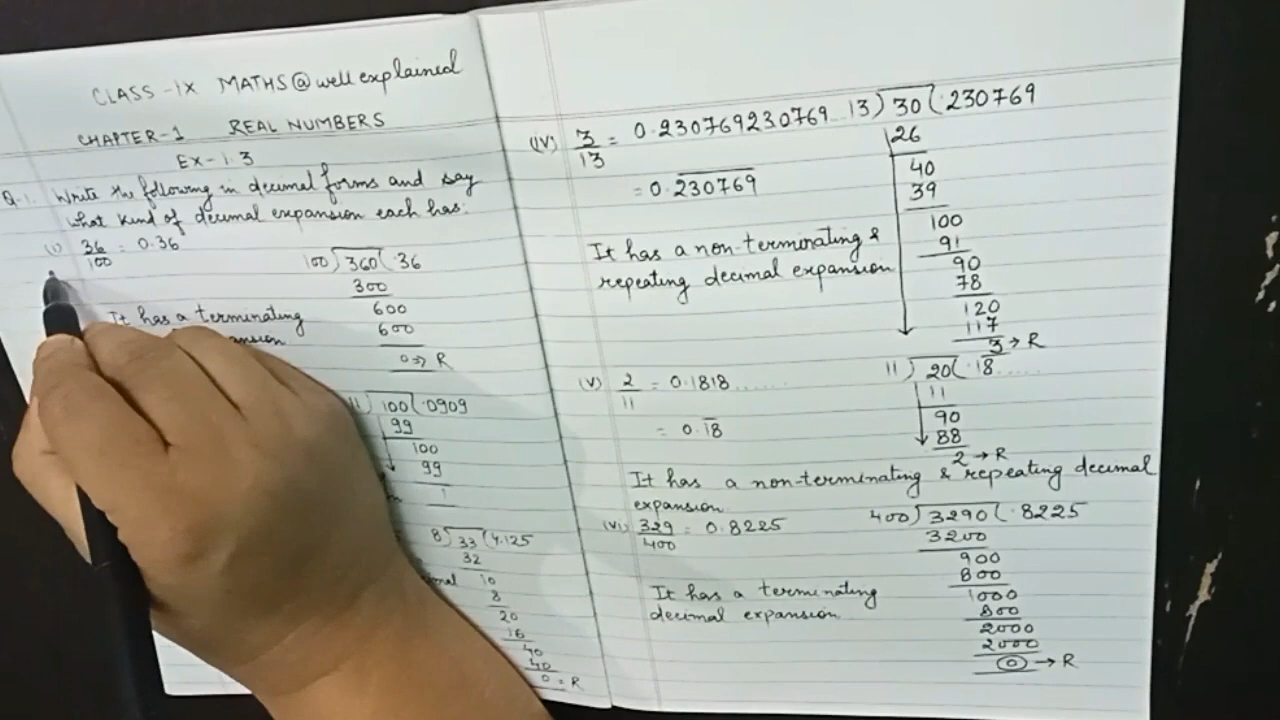 CLASS-IX MATHS@wellexplained
CHAPTER-1 REAL NUMBERS
EX-1.3
Q-1. Write the following in decimal forms and say
what kind of decimal expansion each has:
(i) 36/100 = 0.36
100)360(.36
300
600
600
0 => R
It has a terminating
11)100(.0909
99
100
99
1
8)33(4.125
32
10
8
20
16
40
40
0 = R
(iv) 3/13 = 0.230769230769... 13)30(.230769
= 0.\overline{230769}
26
40
39
100
91
90
78
120
117
3 → R
It has a non-terminating &
repeating decimal expansion
(v) 2/11 = 0.1818......
= 0.\overline{18}
11)20(.18.....
11
90
88
2 → R
It has a non-terminating & repeating decimal
expansion.
(vi) 329/400 = 0.8225
400)3290(.8225
3200
900
800
1000
800
2000
2000
0 → R
It has a terminating
decimal expansion.